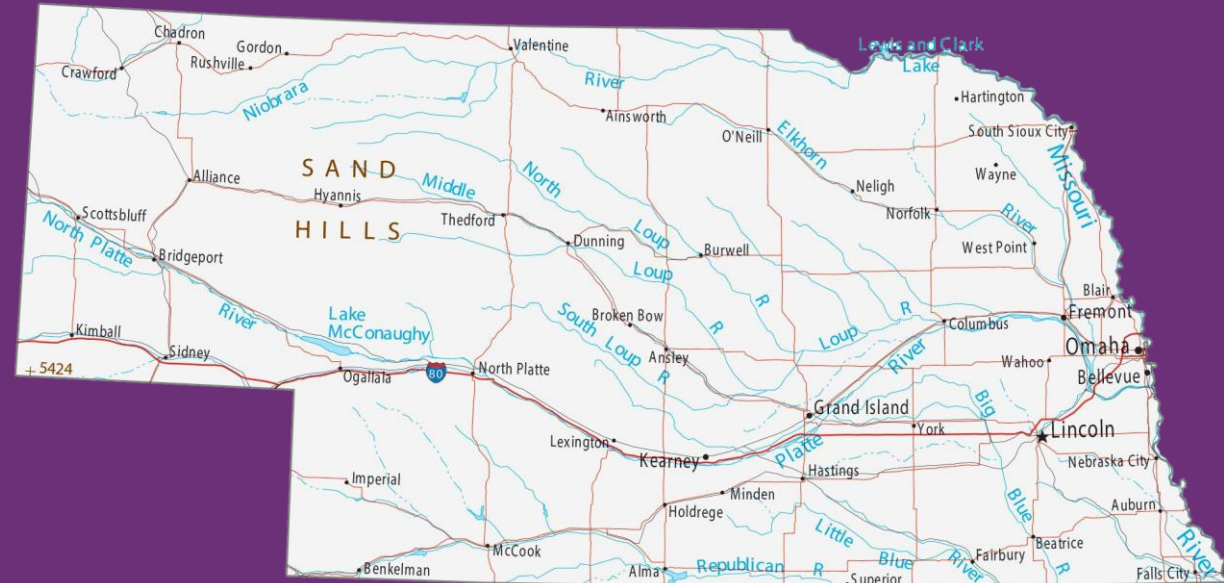 Chadron
Gordon
Rushville
Crawford
Valentine
River
Lewis and Clark
Lake
Niobrara
Ainsworth
Hartington
O'Neill
Elkhorn
South Sioux City
Missouri
SAND
HILLS
Alliance
Hyannis
Middle
North
Thedford
Neligh
Wayne
Norfolk
River
Scottsbluff
North Platte
Bridgeport
Dunning
Loup
Burwell
West Point
Loup
R
R
River
Lake
McConaughy
South
Loup
R
Broken Bow
Ansley
Loup
R
Columbus
River
Blair
Fremont
Omaha
Bellevue
Wahoo
Kimball
Sidney
+ 5424
Ogallala
80
North Platte
Grand Island
Big
York
Lincoln
Lexington
Kearney
Platte
Hastings
Nebraska City
Imperial
Minden
Holdrege
Blue
Auburn
McCook
Little
Blue
River
Beatrice
R
River
Benkelman
Alma
Republican
R
Superior
Fairbury
Falls City